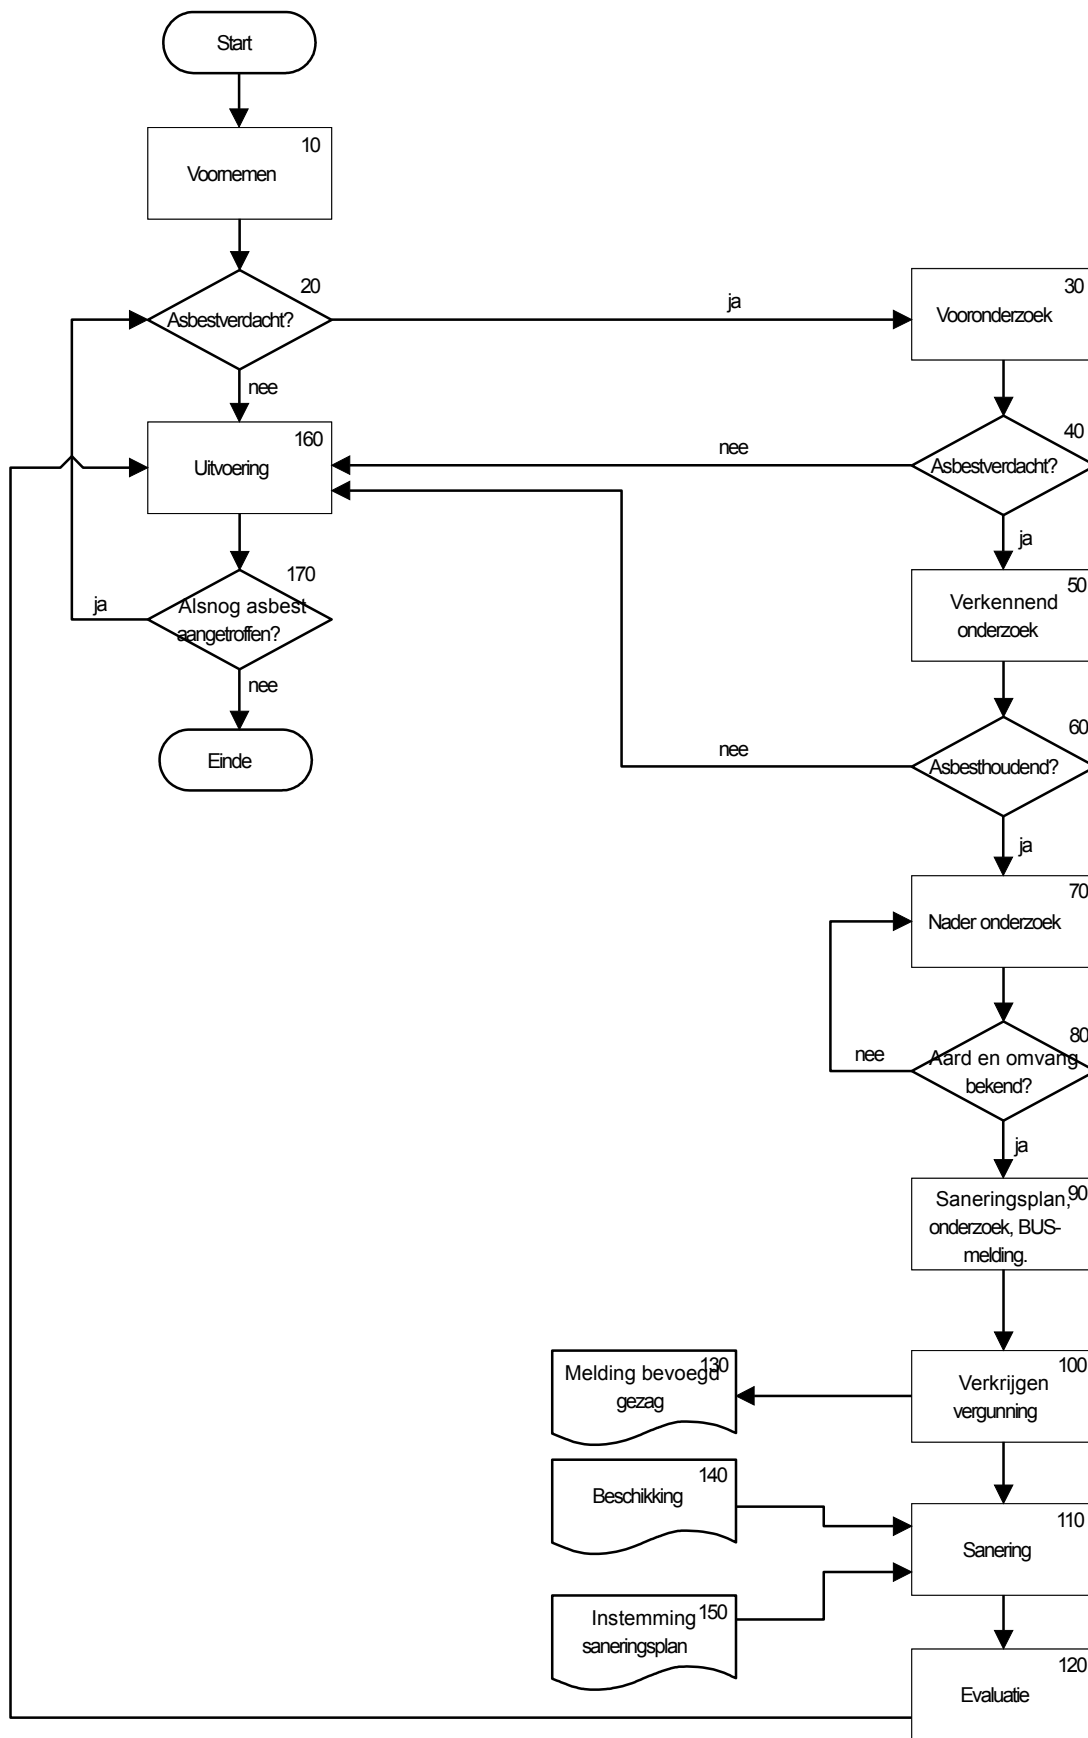 Start
10
Voornemen
20
Asbestverdacht?
ja
30
Vooronderzoek
nee
160
Uitvoering
nee
40
Asbestverdacht?
ja
170
Alsnog asbest
aangetroffen?
ja
nee
Einde
50
Verkennend
onderzoek
60
Asbesthoudend?
nee
ja
70
Nader onderzoek
80
Aard en omvang
bekend?
nee
ja
90
Saneringsplan,
onderzoek, BUS-
melding.
100
Verkrijgen
vergunning
130
Melding bevoegd
gezag
140
Beschikking
110
Sanering
150
Instemming
saneringsplan
120
Evaluatie